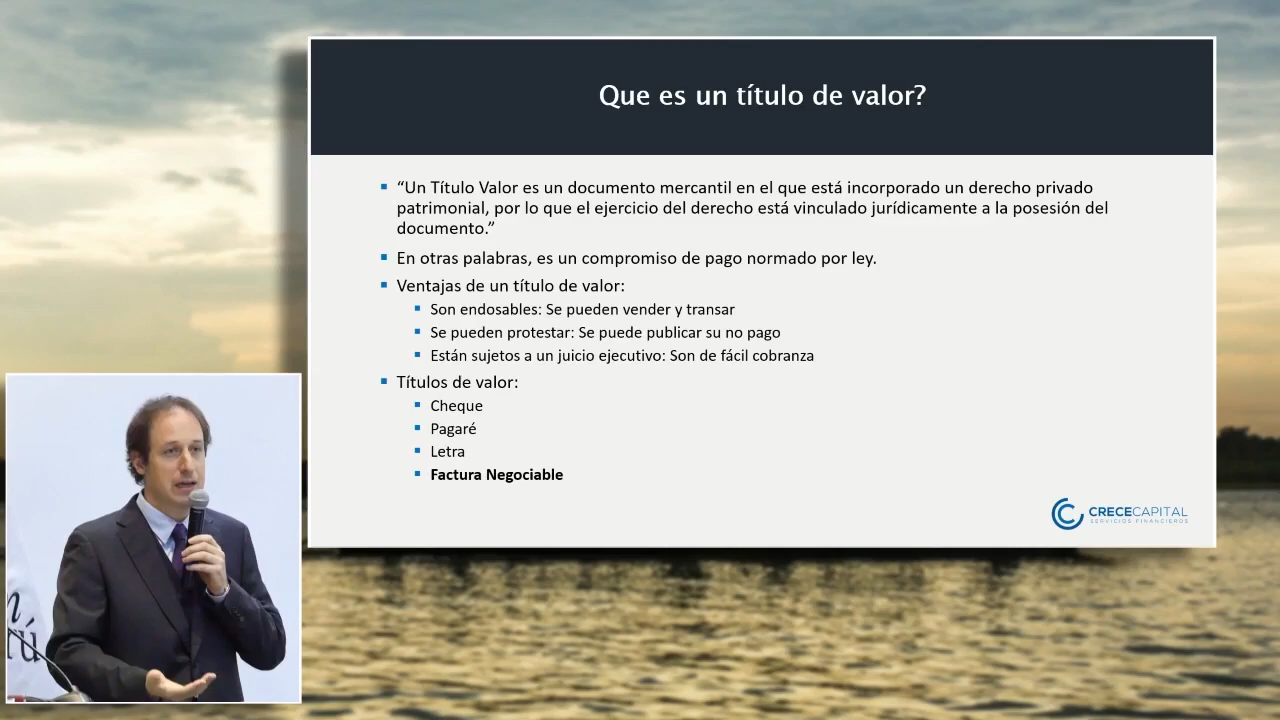 Que es un título de valor?
“Un Título Valor es un documento mercantil en el que está incorporado un derecho privado
patrimonial, por lo que el ejercicio del derecho está vinculado jurídicamente a la posesión del
documento.”
En otras palabras, es un compromiso de pago normado por ley.
Ventajas de un título de valor:
Son endosables: Se pueden vender y transar
Se pueden protestar: Se puede publicar su no pago
Están sujetos a un juicio ejecutivo: Son de fácil cobranza
Títulos de valor:
Cheque
Pagaré
Letra
Factura Negociable
CRECECAPITAL
SERVICIOS FINANCIEROS